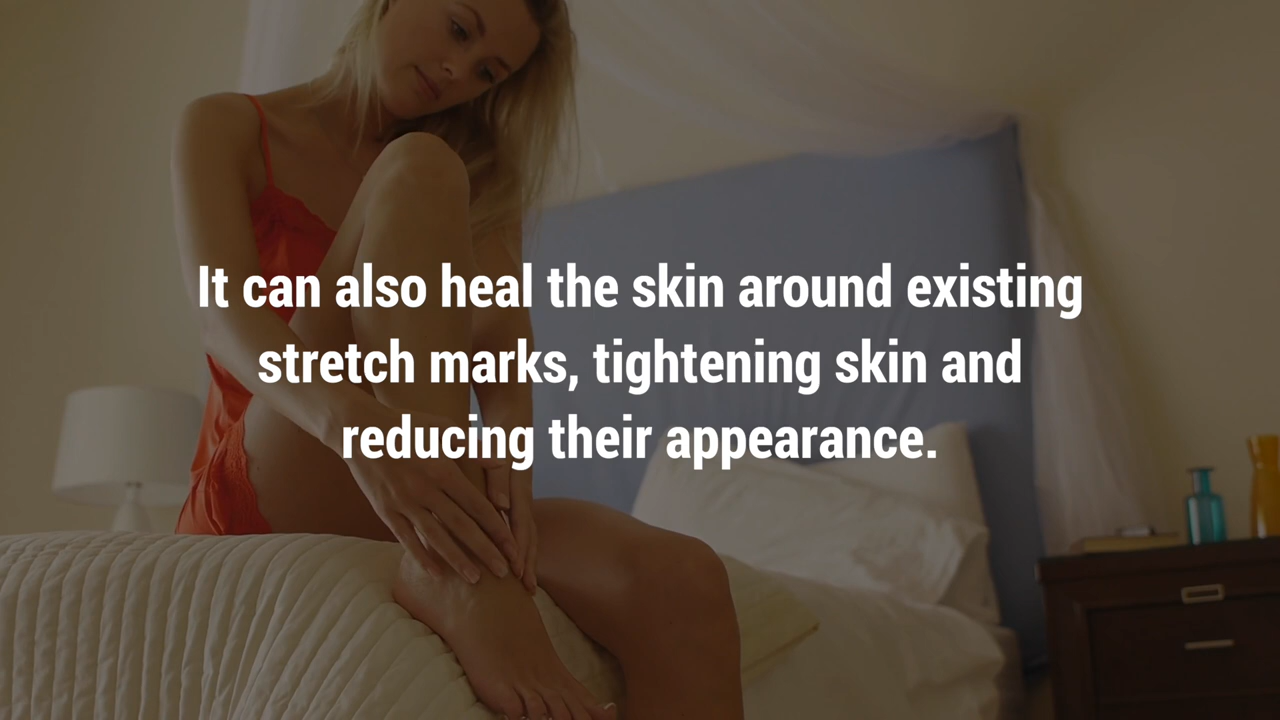 It can also heal the skin around existing
stretch marks, tightening skin and
reducing their appearance.